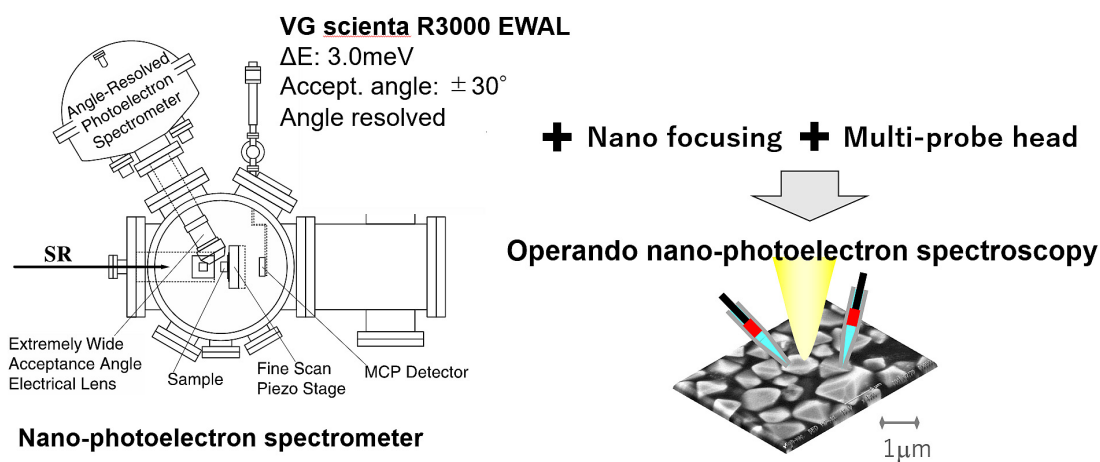 VG scienta R3000 EWAL
ΔE: 3.0meV
Accept. angle: ±30°
Angle resolved
Angle-Resolved
Photoelectron
Spectrometer
SR
Extremely Wide
Acceptance Angle
Electrical Lens
Sample
Fine Scan
Piezo Stage
MCP Detector
Nano-photoelectron spectrometer
+ Nano focusing + Multi-probe head
Operando nano-photoelectron spectroscopy
1μm